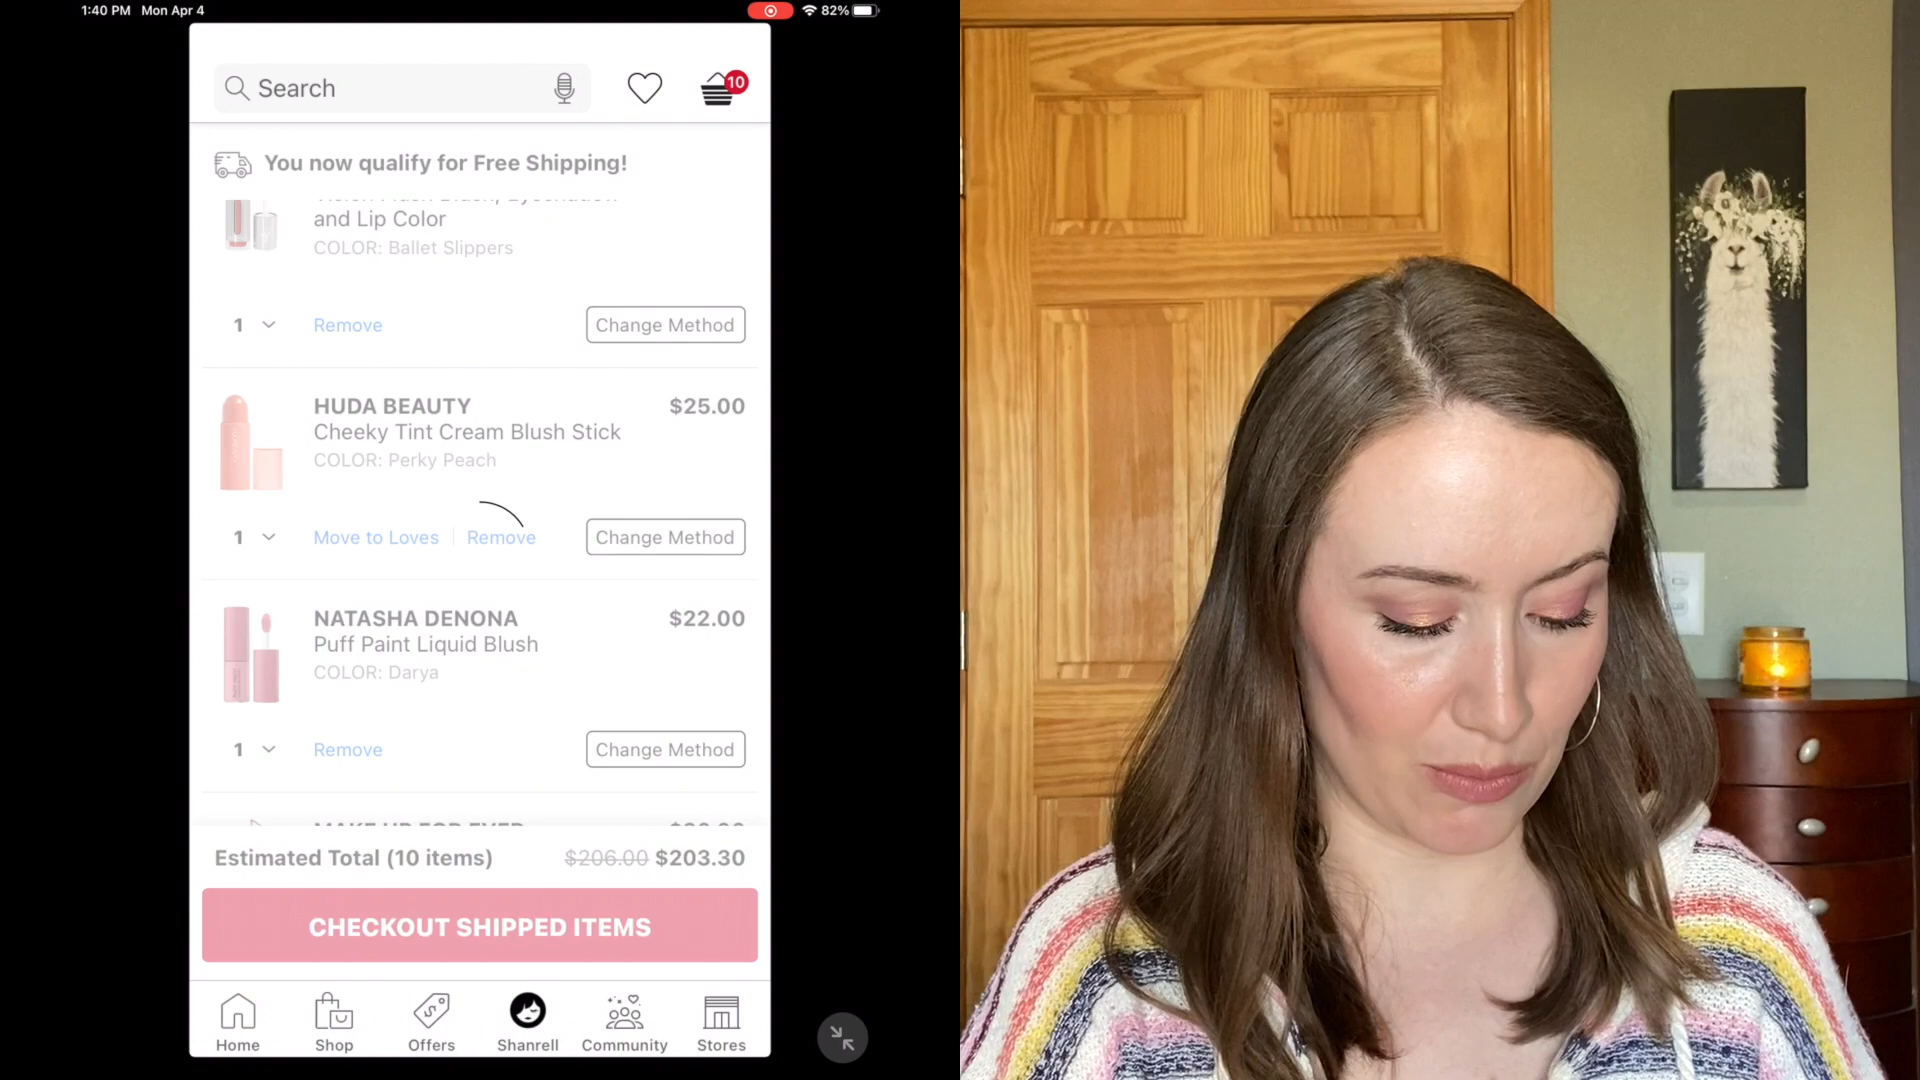 1:40 PM Mon Apr 4
82%
Search
10
You now qualify for Free Shipping!
and Lip Color
COLOR: Ballet Slippers
1 Remove Change Method
HUDA BEAUTY $25.00
Cheeky Tint Cream Blush Stick
COLOR: Perky Peach
1 Move to Loves Remove Change Method
NATASHA DENONA $22.00
Puff Paint Liquid Blush
COLOR: Darya
1 Remove Change Method
Estimated Total (10 items) $206.00 $203.30
CHECKOUT SHIPPED ITEMS
Home Shop Offers Shanrell Community Stores